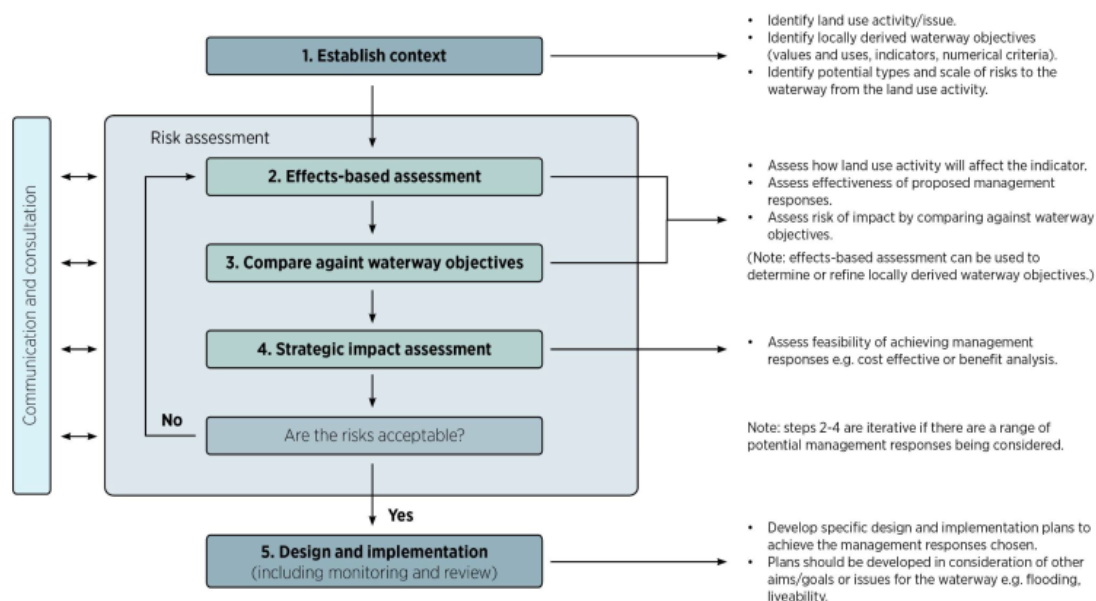 1. Establish context
• Identify land use activity/issue.
• Identify locally derived waterway objectives
(values and uses, indicators, numerical criteria).
• Identify potential types and scale of risks to the
waterway from the land use activity.
Communication and consultation
Risk assessment
2. Effects-based assessment
3. Compare againt waterway objectives
• Assess how land use activity will affect the indicator.
• Assess effectiveness of proposed management
responses.
• Assess risk of impact by comparing against waterway
objectives.
(Note: effects-based assessment can be used to
determine or refine locally derived waterway objectives.)
4. Strategic impact assessment
• Assess feasibility of achieving management
responses e.g. cost effective or benefit analysis.
No
Are the risks acceptable?
Note: steps 2-4 are iterative if there are a range of
potential management responses being considered.
Yes
5. Design and implementation
(including monitoring and review)
• Develop specific design and implementation plans to
achieve the management responses chosen.
• Plans should be developed in consideration of other
aims/goals or issues for the waterway e.g. flooding,
liveability.